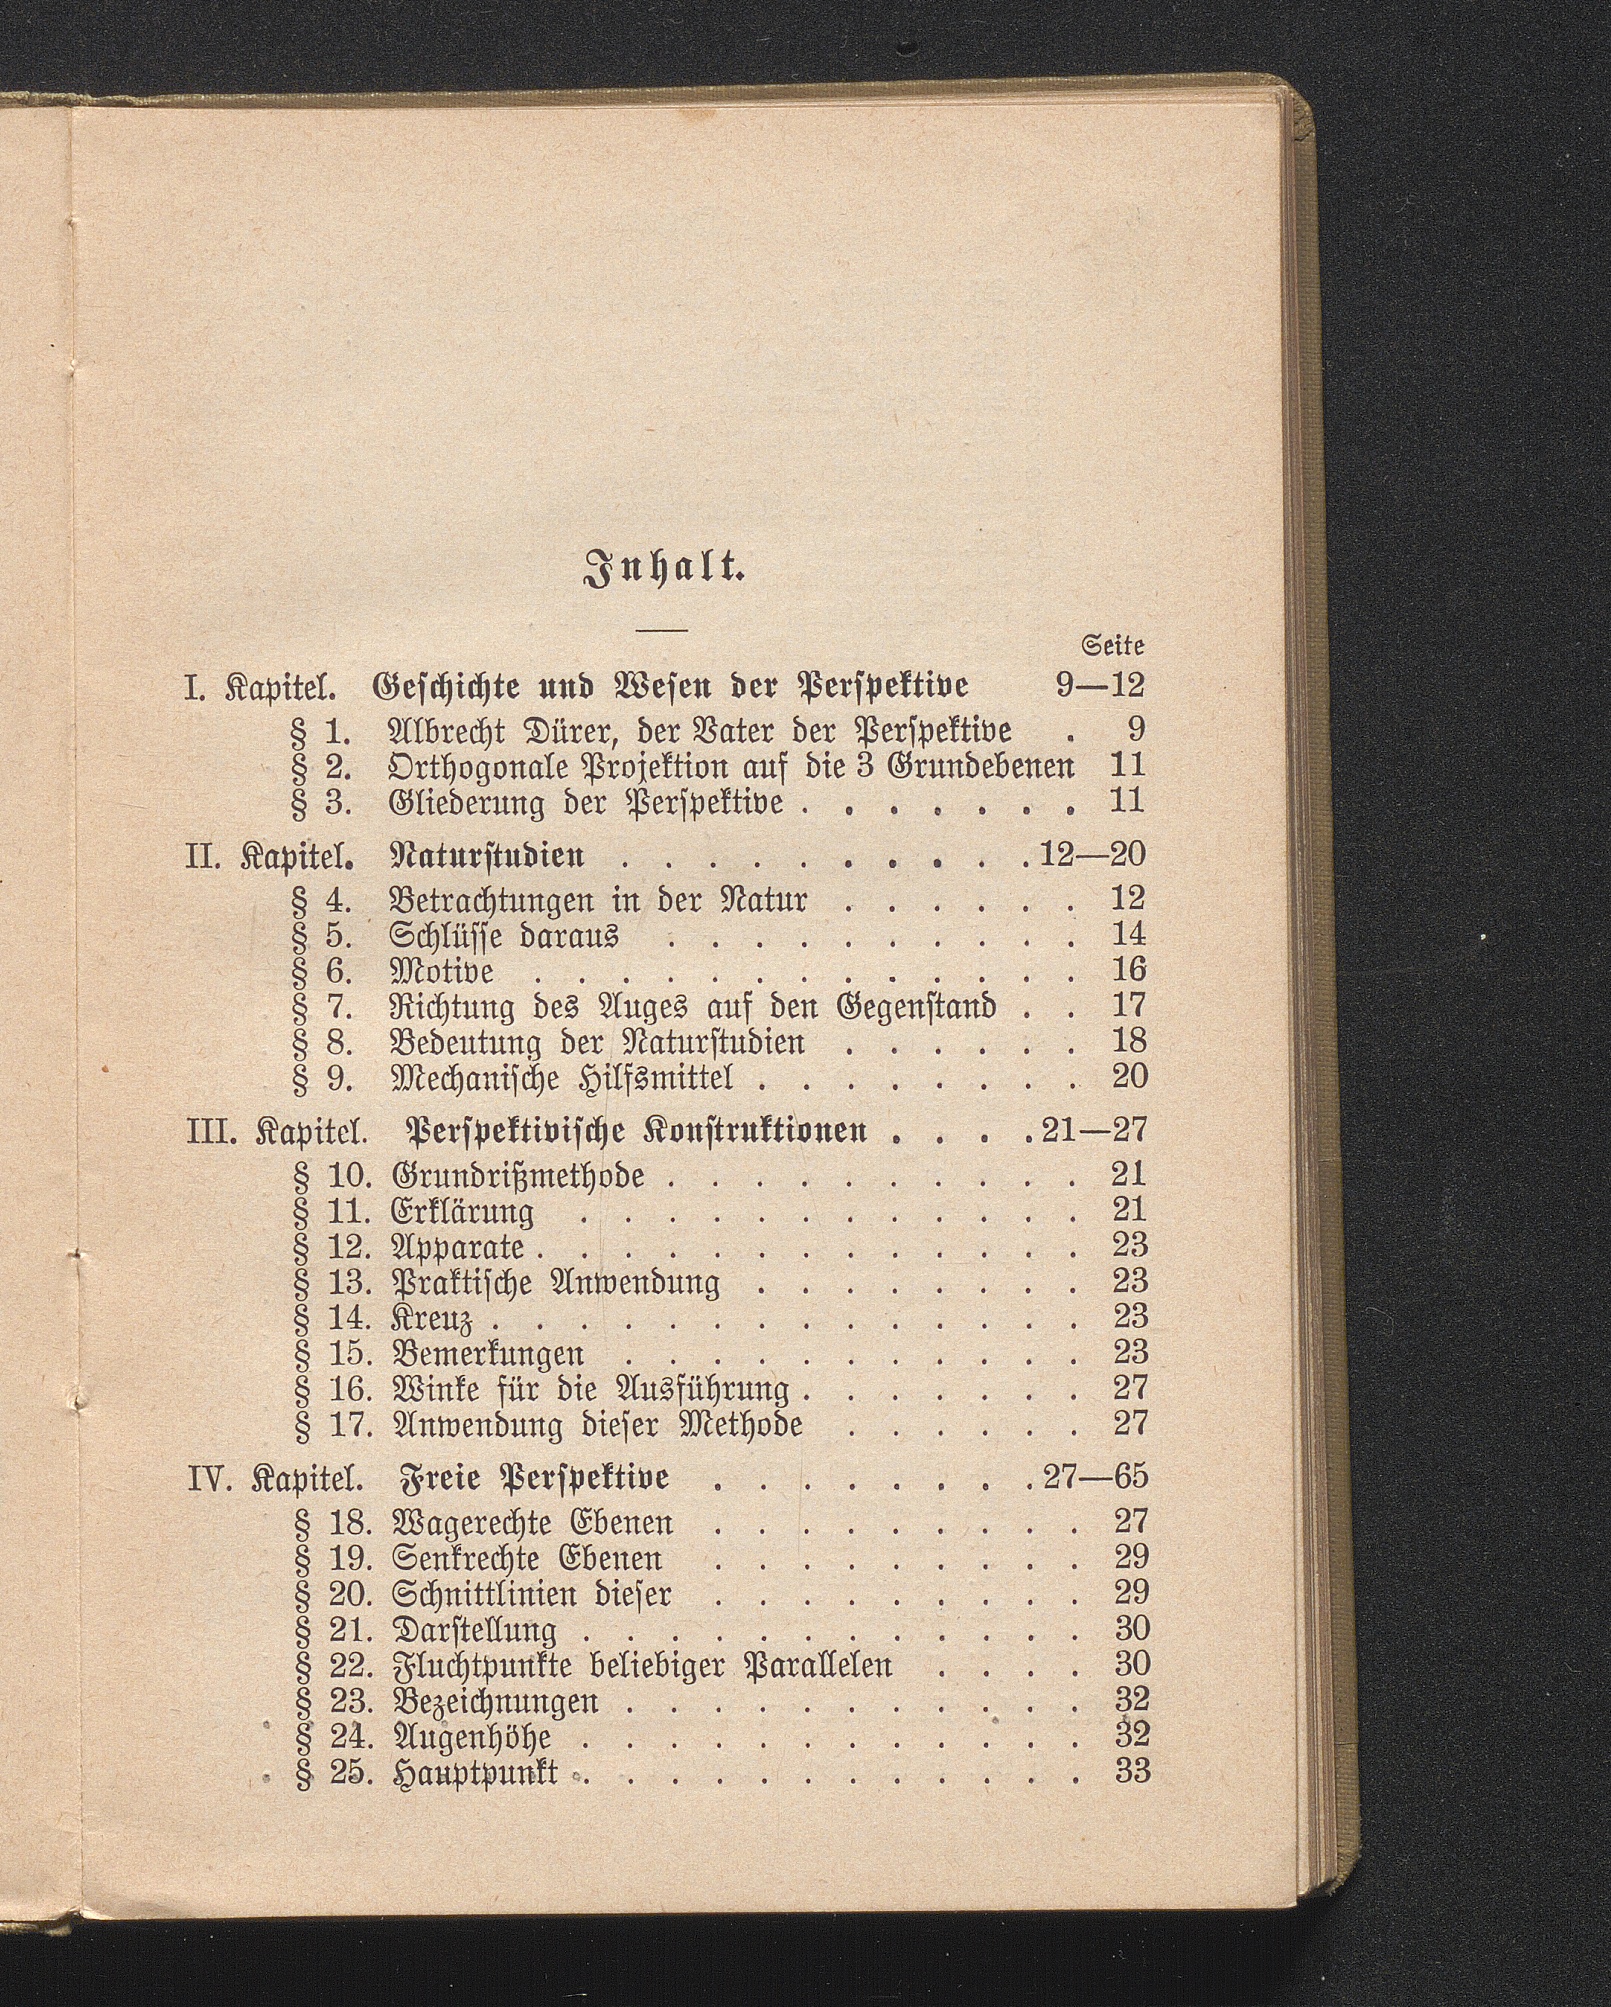 Inhalt.
Seite
I. Kapitel. Geschichte und Wesen der Perspektive 9—12
§ 1. Albrecht Dürer, der Vater der Perspektive . 9
§ 2. Orthogonale Projektion auf die 3 Grundebenen 11
§ 3. Gliederung der Perspektive . . . . . . . 11
II. Kapitel. Naturstudien . . . . . . . . . . 12—20
§ 4. Betrachtungen in der Natur . . . . . . 12
§ 5. Schlüsse daraus . . . . . . . . . . 14
§ 6. Motive . . . . . . . . . . . . . 16
§ 7. Richtung des Auges auf den Gegenstand . . 17
§ 8. Bedeutung der Naturstudien . . . . . . 18
§ 9. Mechanische Hilfsmittel . . . . . . . . 20
III. Kapitel. Perspektivische Konstruktionen . . . . 21—27
§ 10. Grundrißmethode . . . . . . . . . . 21
§ 11. Erklärung . . . . . . . . . . . . 21
§ 12. Apparate . . . . . . . . . . . . . 23
§ 13. Praktische Anwendung . . . . . . . . 23
§ 14. Kreuz . . . . . . . . . . . . . . 23
§ 15. Bemerkungen . . . . . . . . . . . 23
§ 16. Winke für die Ausführung . . . . . . . 27
§ 17. Anwendung dieser Methode . . . . . . 27
IV. Kapitel. Freie Perspektive . . . . . . . . 27—65
§ 18. Wagerechte Ebenen . . . . . . . . . 27
§ 19. Senkrechte Ebenen . . . . . . . . . 29
§ 20. Schnittlinien dieser . . . . . . . . . 29
§ 21. Darstellung . . . . . . . . . . . . 30
§ 22. Fluchtpunkte beliebiger Parallelen . . . . 30
§ 23. Bezeichnungen . . . . . . . . . . . 32
§ 24. Augenhöhe . . . . . . . . . . . . 32
§ 25. Hauptpunkt . . . . . . . . . . . . 33